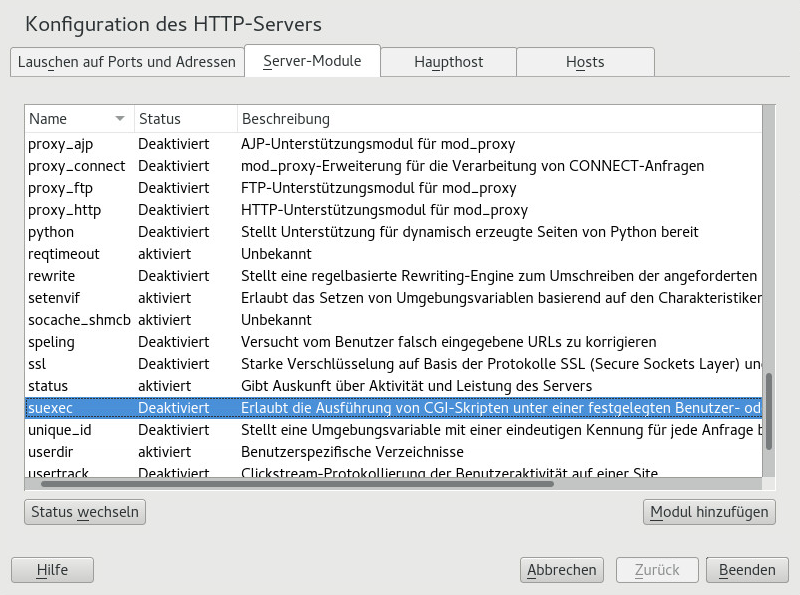 Konfiguration des HTTP-Servers
Lauschen auf Ports und Adressen Server-Module Haupthost Hosts
Name Status Beschreibung
proxy_ajp Deaktiviert AJP-Unterstützungsmodul für mod_proxy
proxy_connect Deaktiviert mod_proxy-Erweiterung für die Verarbeitung von CONNECT-Anfragen
proxy_ftp Deaktiviert FTP-Unterstützungsmodul für mod_proxy
proxy_http Deaktiviert HTTP-Unterstützungsmodul für mod_proxy
python Deaktiviert Stellt Unterstützung für dynamisch erzeugte Seiten von Python bereit
reqtimeout aktiviert Unbekannt
rewrite Deaktiviert Stellt eine regelbasierte Rewriting-Engine zum Umschreiben der angeforderten
setenvif aktiviert Erlaubt das Setzen von Umgebungsvariablen basierend auf den Charakteristiken
socache_shmcb aktiviert Unbekannt
speling Deaktiviert Versucht vom Benutzer falsch eingegebene URLs zu korrigieren
ssl Deaktiviert Starke Verschlüsselung auf Basis der Protokolle SSL (Secure Sockets Layer) un
status aktiviert Gibt Auskunft über Aktivität und Leistung des Servers
suexec Deaktiviert Erlaubt die Ausführung von CGI-Skripten unter einer festgelegten Benutzer- od
unique_id Deaktiviert Stellt eine Umgebungsvariable mit einer eindeutigen Kennung für jede Anfrage b
userdir aktiviert Benutzerspezifische Verzeichnisse
usertrack Deaktiviert Clickstream-Protokollierung der Benutzeraktivität auf einer Site
Status wechseln Modul hinzufügen
Hilfe Abbrechen Zurück Beenden